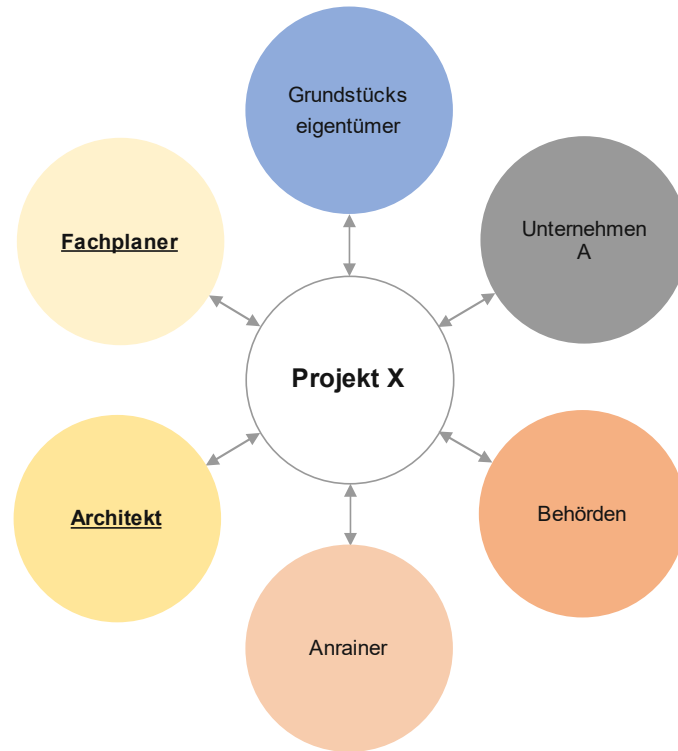 Grundstücks
eigentümer
Fachplaner
Unternehmen
A
Projekt X
Architekt
Behörden
Anrainer